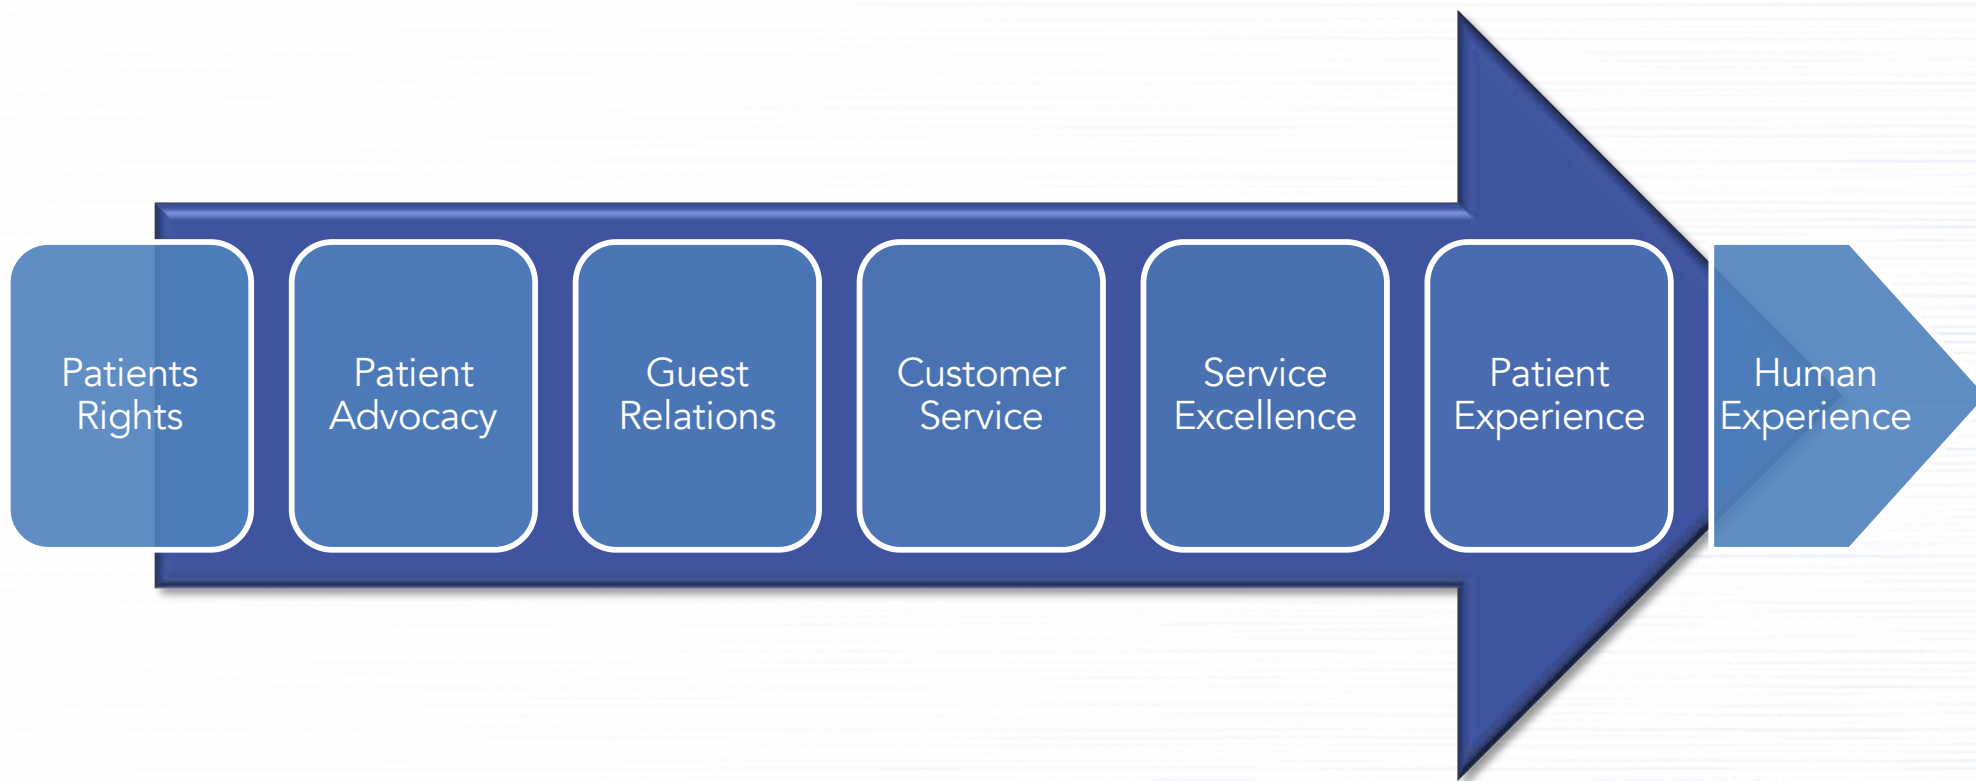 Patients
Rights
Patient
Advocacy
Guest
Relations
Customer
Service
Service
Excellence
Patient
Experience
Human
Experience